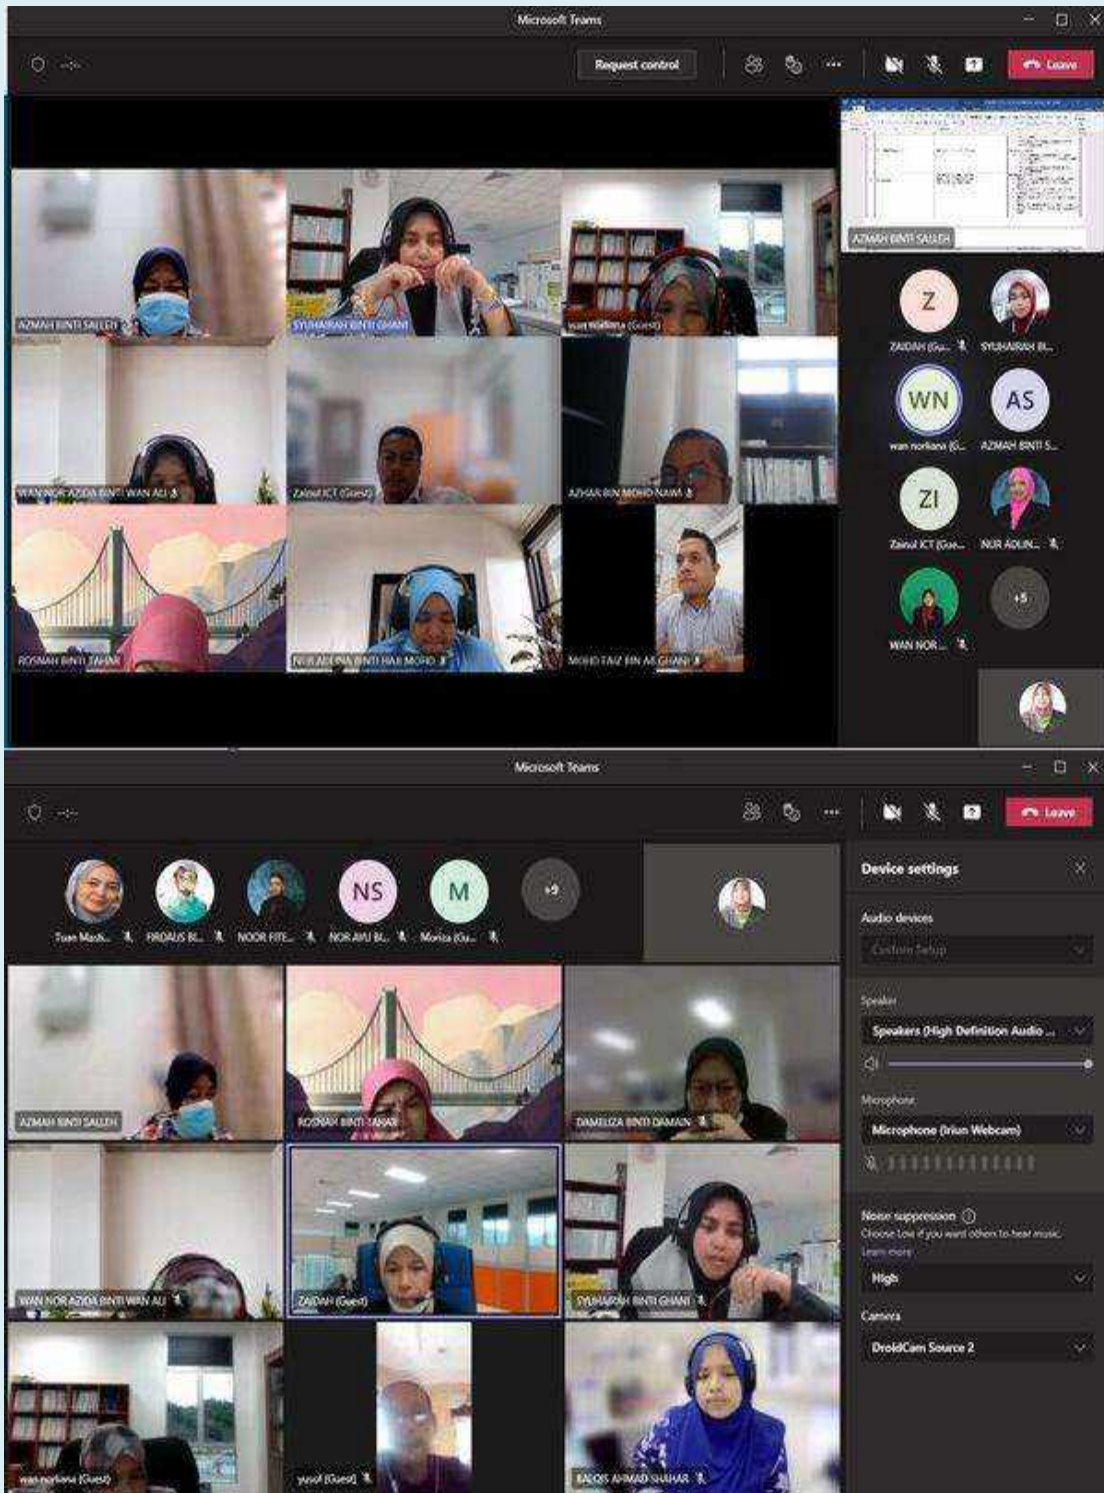 Microsoft Teams
Request control
Leave
AZMAH BINTI SALLEH
SYUHAIRAH BINTI GHANI
wan norliana (Guest)
AZMAH BINTI SALLEH
Z
ZAIDAH (Gu...
SYUHAIRAH BI...
WN
wan norliana (G...
AS
AZMAH BINTI S...
WAN NOR AZIDA BINTI WAN ALI
Zainul ICT (Guest)
AZHAR BIN MOHD NAWI
ZI
Zainul ICT (Gue...
NUR ADLIN...
WAN NOR ...
+5
ROSNAH BINTI TAHAR
NUR ADLINA BINTI HAJI MOHD
MOHD FAIZ BIN AB GHANI
Microsoft Teams
Leave
Tuan Mash...
FIRDAUS BI...
NOOR FITE...
NS
NOR AYU BI...
M
Moriza (Gu...
+9
Device settings
Audio devices
Custom Setup
Speaker
Speakers (High Definition Audio ...
Microphone
Microphone (Iriun Webcam)
Noise suppression
Choose Low if you want others to hear music.
Learn more
High
Camera
DroidCam Source 2
AZMAH BINTI SALLEH
ROSNAH BINTI TAHAR
DAMELIZA BINTI DAMAIN
WAN NOR AZIDA BINTI WAN ALI
ZAIDAH (Guest)
SYUHAIRAH BINTI GHANI
wan norliana (Guest)
yusof (Guest)
BALQIS AHMAD SHAHAR